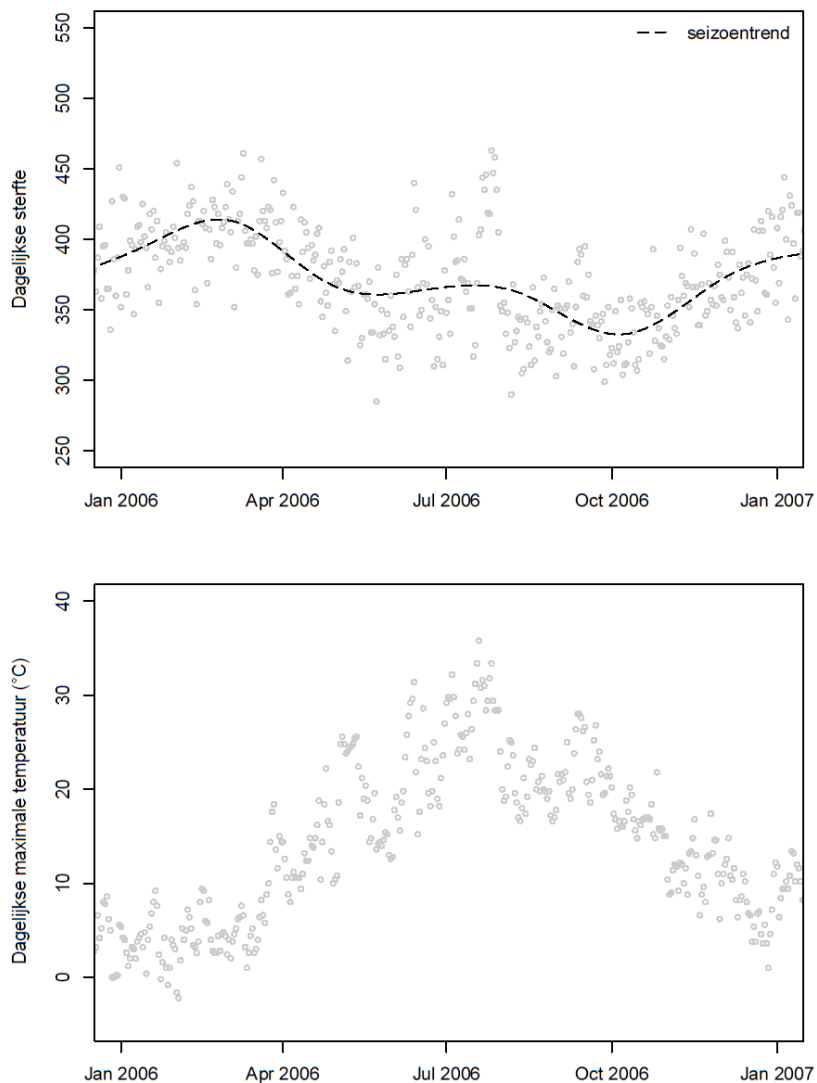 seizoentrend
Dagelijkse sterfte
550
500
450
400
350
300
250
Jan 2006 Apr 2006 Jul 2006 Oct 2006 Jan 2007
Dagelijkse maximale temperatuur (°C)
40
30
20
10
0
Jan 2006 Apr 2006 Jul 2006 Oct 2006 Jan 2007